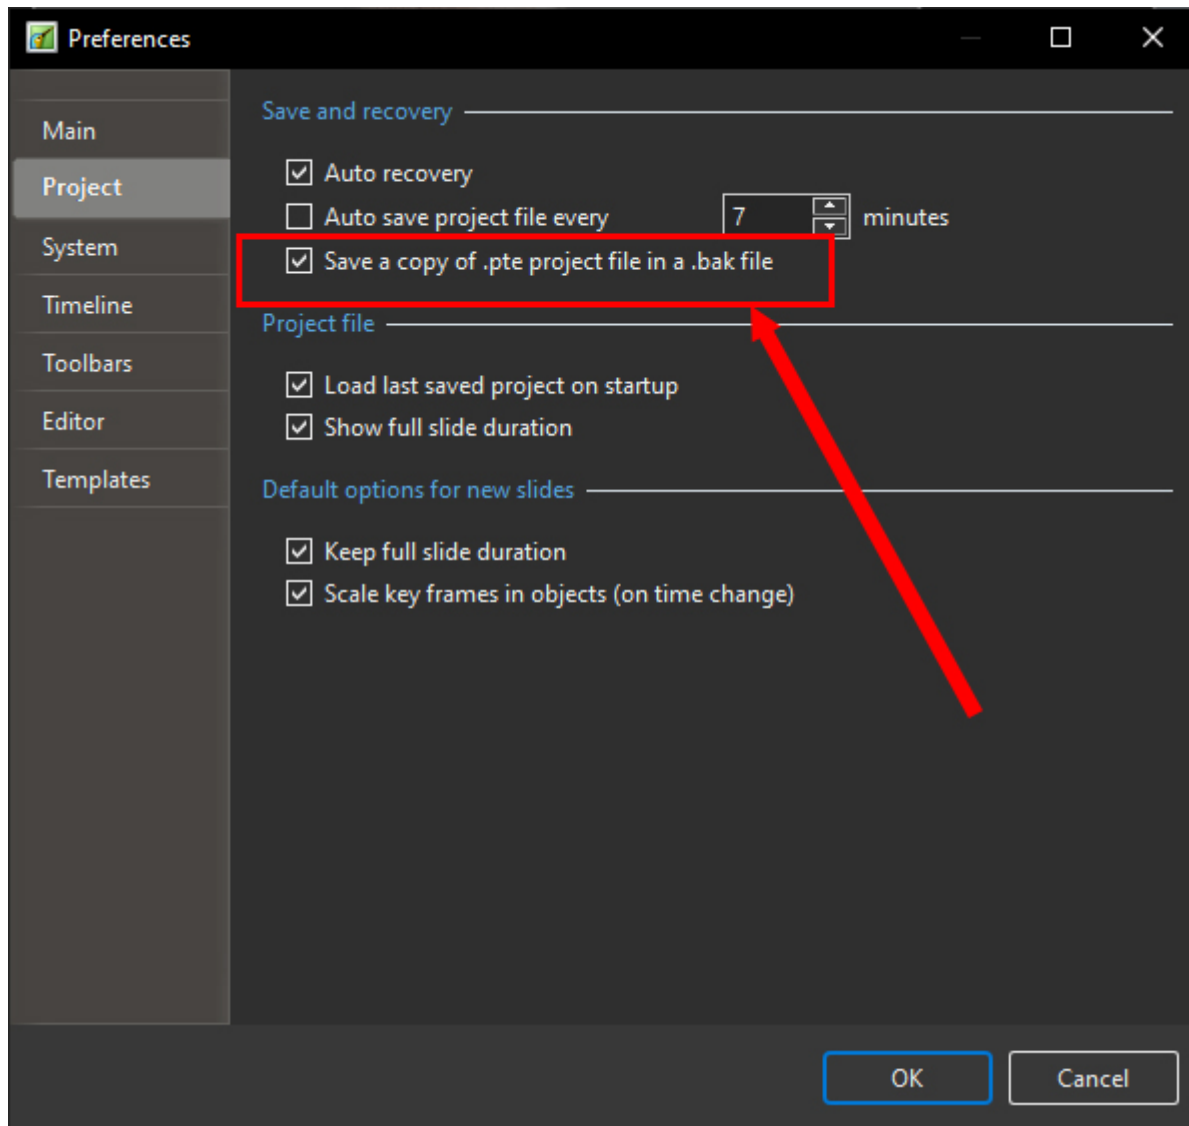 Preferences
Main
Project
System
Timeline
Toolbars
Editor
Templates
Save and recovery
Auto recovery
Auto save project file every 7 minutes
Save a copy of .pte project file in a .bak file
Project file
Load last saved project on startup
Show full slide duration
Default options for new slides
Keep full slide duration
Scale key frames in objects (on time change)
OK
Cancel